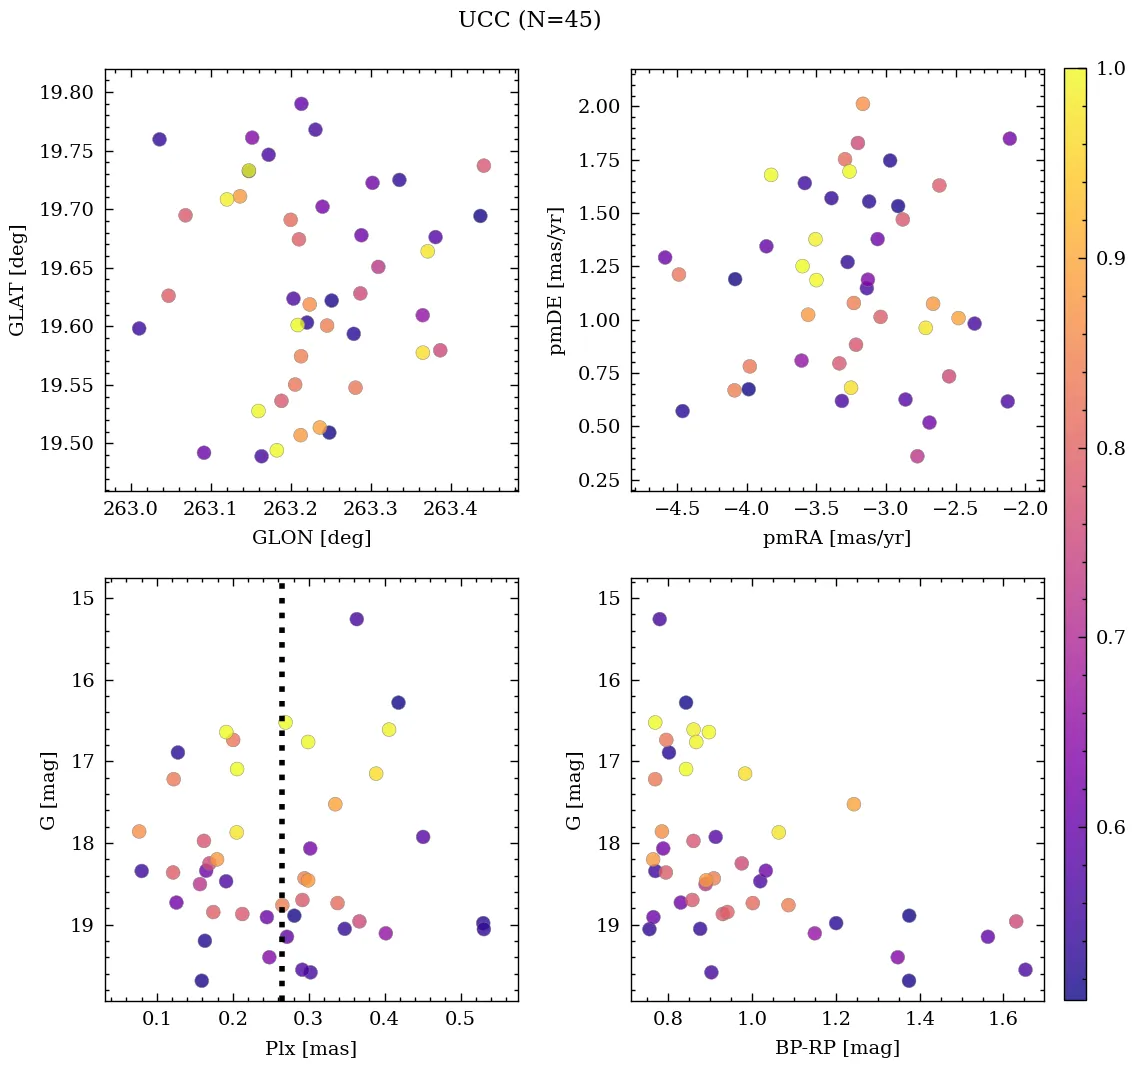 UCC (N=45)
19.80
19.75
19.70
19.65
19.60
19.55
19.50
GLAT [deg]
263.0 263.1 263.2 263.3 263.4
GLON [deg]
2.00
1.75
1.50
1.25
1.00
0.75
0.50
0.25
pmDE [mas/yr]
−4.5 −4.0 −3.5 −3.0 −2.5 −2.0
pmRA [mas/yr]
1.0
0.9
0.8
0.7
0.6
15
16
17
18
19
G [mag]
0.1 0.2 0.3 0.4 0.5
Plx [mas]
15
16
17
18
19
G [mag]
0.8 1.0 1.2 1.4 1.6
BP-RP [mag]